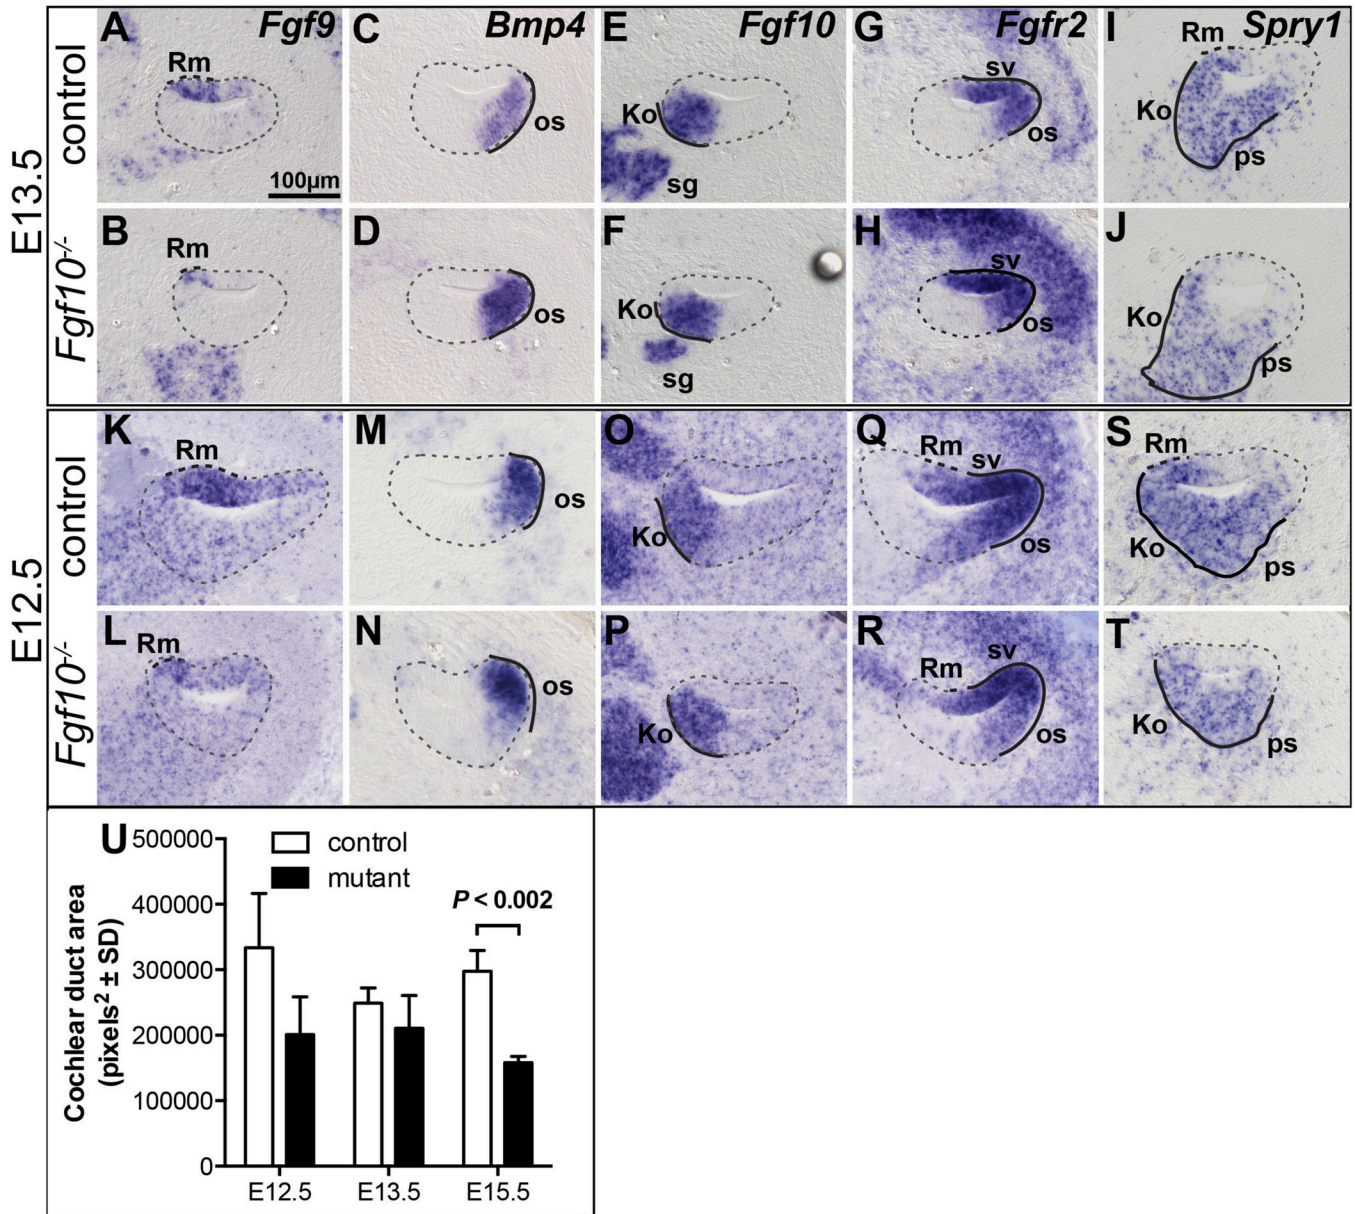 A Fgf9 C Bmp4 E Fgf10 G Fgfr2 I Rm Spry1
E13.5
control
Rm
os
Ko
sg
sv
os
Ko
ps
100µm
Fgf10-/-
B D F H J
Rm
os
Ko
sg
sv
os
Ko
ps
E12.5
control
K M O Q S
Rm
os
Ko
Rm sv
os
Rm
Ko
ps
Fgf10-/-
L N P R T
Rm
os
Ko
Rm sv
os
Ko
ps
U
control
mutant
P < 0.002
Cochlear duct area
(pixels² ± SD)
500000
400000
300000
200000
100000
0
E12.5 E13.5 E15.5